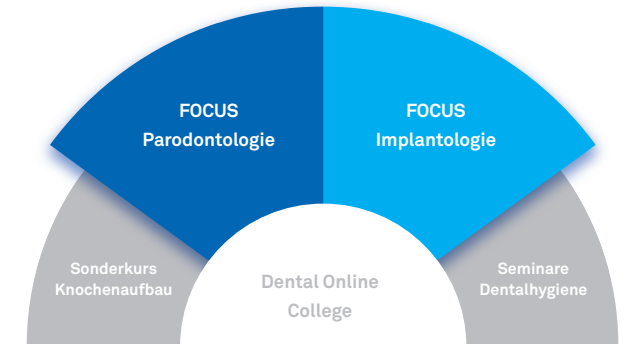 FOCUS
Parodontologie
FOCUS
Implantologie
Sonderkurs
Knochenaufbau
Dental Online
College
Seminare
Dentalhygiene